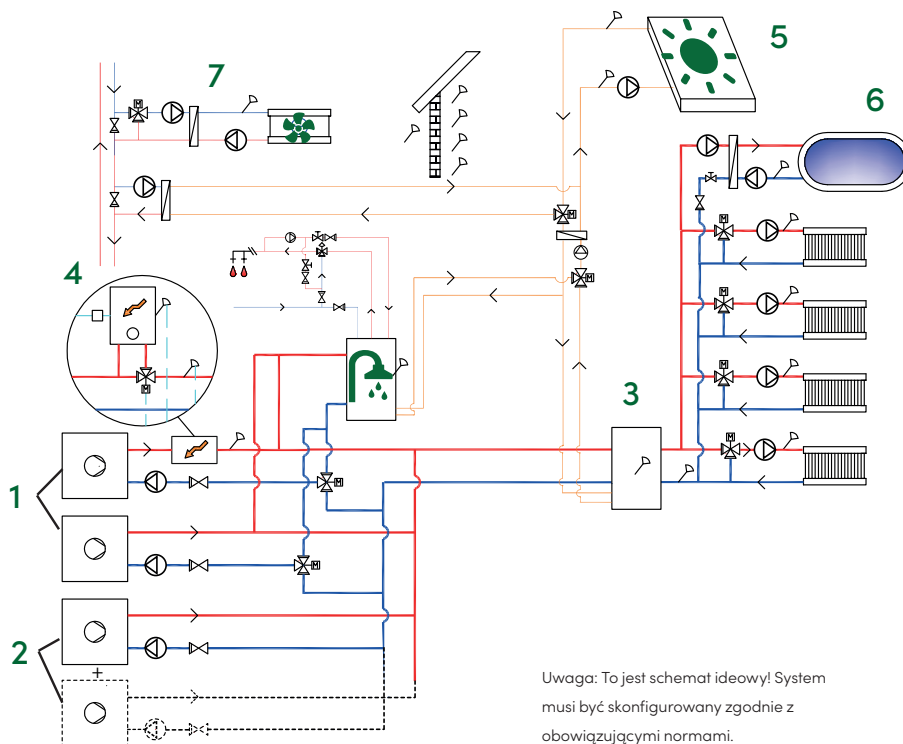 5
7
6
M
M
M
4
M
M
M
3
M
M
M
1
M
M
2
+
Uwaga: To jest schemat ideowy! System
musi być skonfigurowany zgodnie z
obowiązującymi normami.